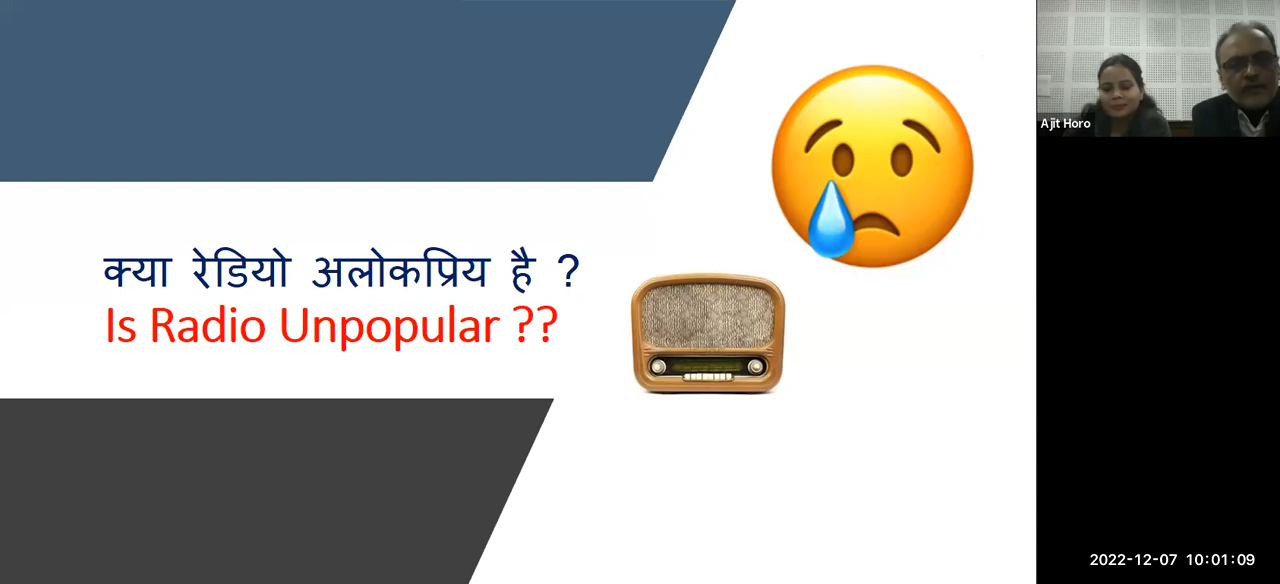 क्या रेडियो अलोकप्रिय है ?
Is Radio Unpopular ??
Ajit Horo
2022-12-07 10:01:09